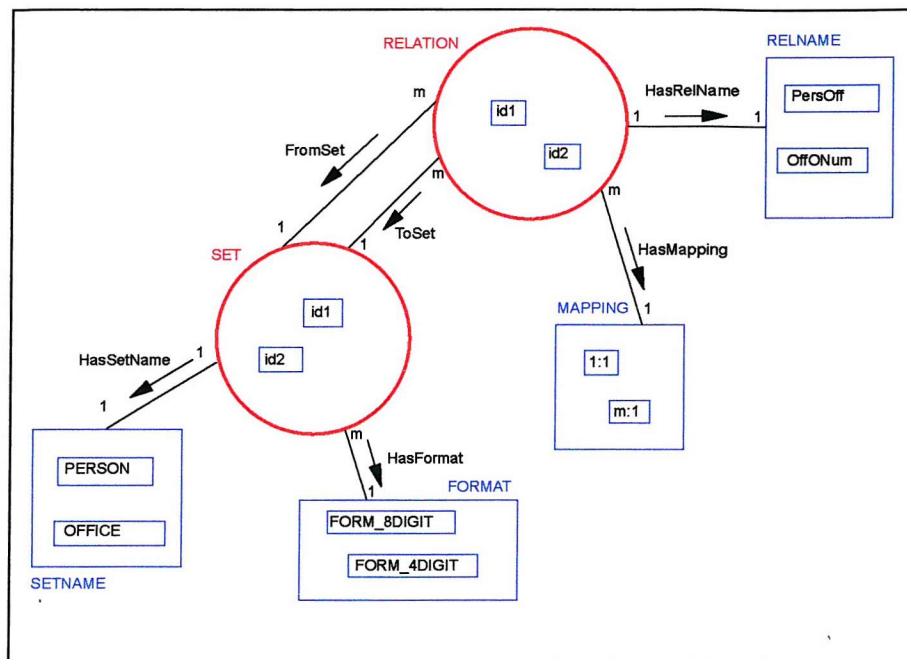 RELATION
RELNAME
m
HasRelName
PersOff
id1
1
1
FromSet
id2
OffONum
m
m
1
ToSet
1
HasMapping
SET
MAPPING
1
id1
HasSetName
1
id2
1:1
1
m:1
m
HasFormat
PERSON
1
FORMAT
FORM_8DIGIT
OFFICE
FORM_4DIGIT
SETNAME